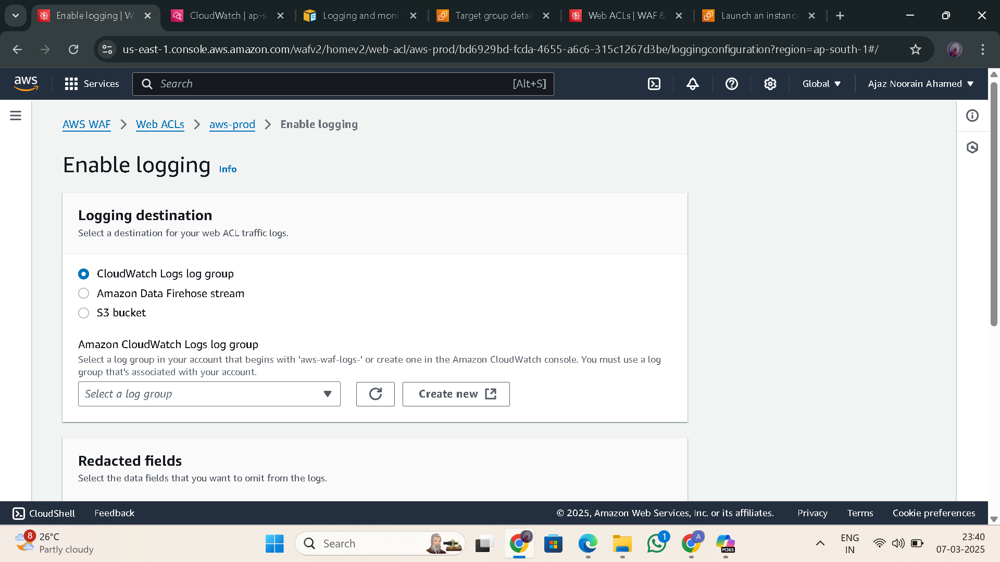 Enable logging | W
CloudWatch | ap-s
Logging and moni
Target group detail
Web ACLs | WAF &
Launch an instance
us-east-1.console.aws.amazon.com/wafv2/homev2/web-acl/aws-prod/bd6929bd-fcda-4655-a6c6-315c1267d3be/loggingconfiguration?region=ap-south-1#/
aws
Services
Search
[Alt+S]
Global
Ajaz Noorain Ahamed
AWS WAF
Web ACLs
aws-prod
Enable logging
Enable logging Info
Logging destination
Select a destination for your web ACL traffic logs.
CloudWatch Logs log group
Amazon Data Firehose stream
S3 bucket
Amazon CloudWatch Logs log group
Select a log group in your account that begins with 'aws-waf-logs-' or create one in the Amazon CloudWatch console. You must use a log
group that's associated with your account.
Select a log group
Create new
Redacted fields
Select the data fields that you want to omit from the logs.
CloudShell
Feedback
© 2025, Amazon Web Services, Inc. or its affiliates.
Privacy
Terms
Cookie preferences
8
26°C
Partly cloudy
Search
1
A
M365
ENG
IN
23:40
07-03-2025